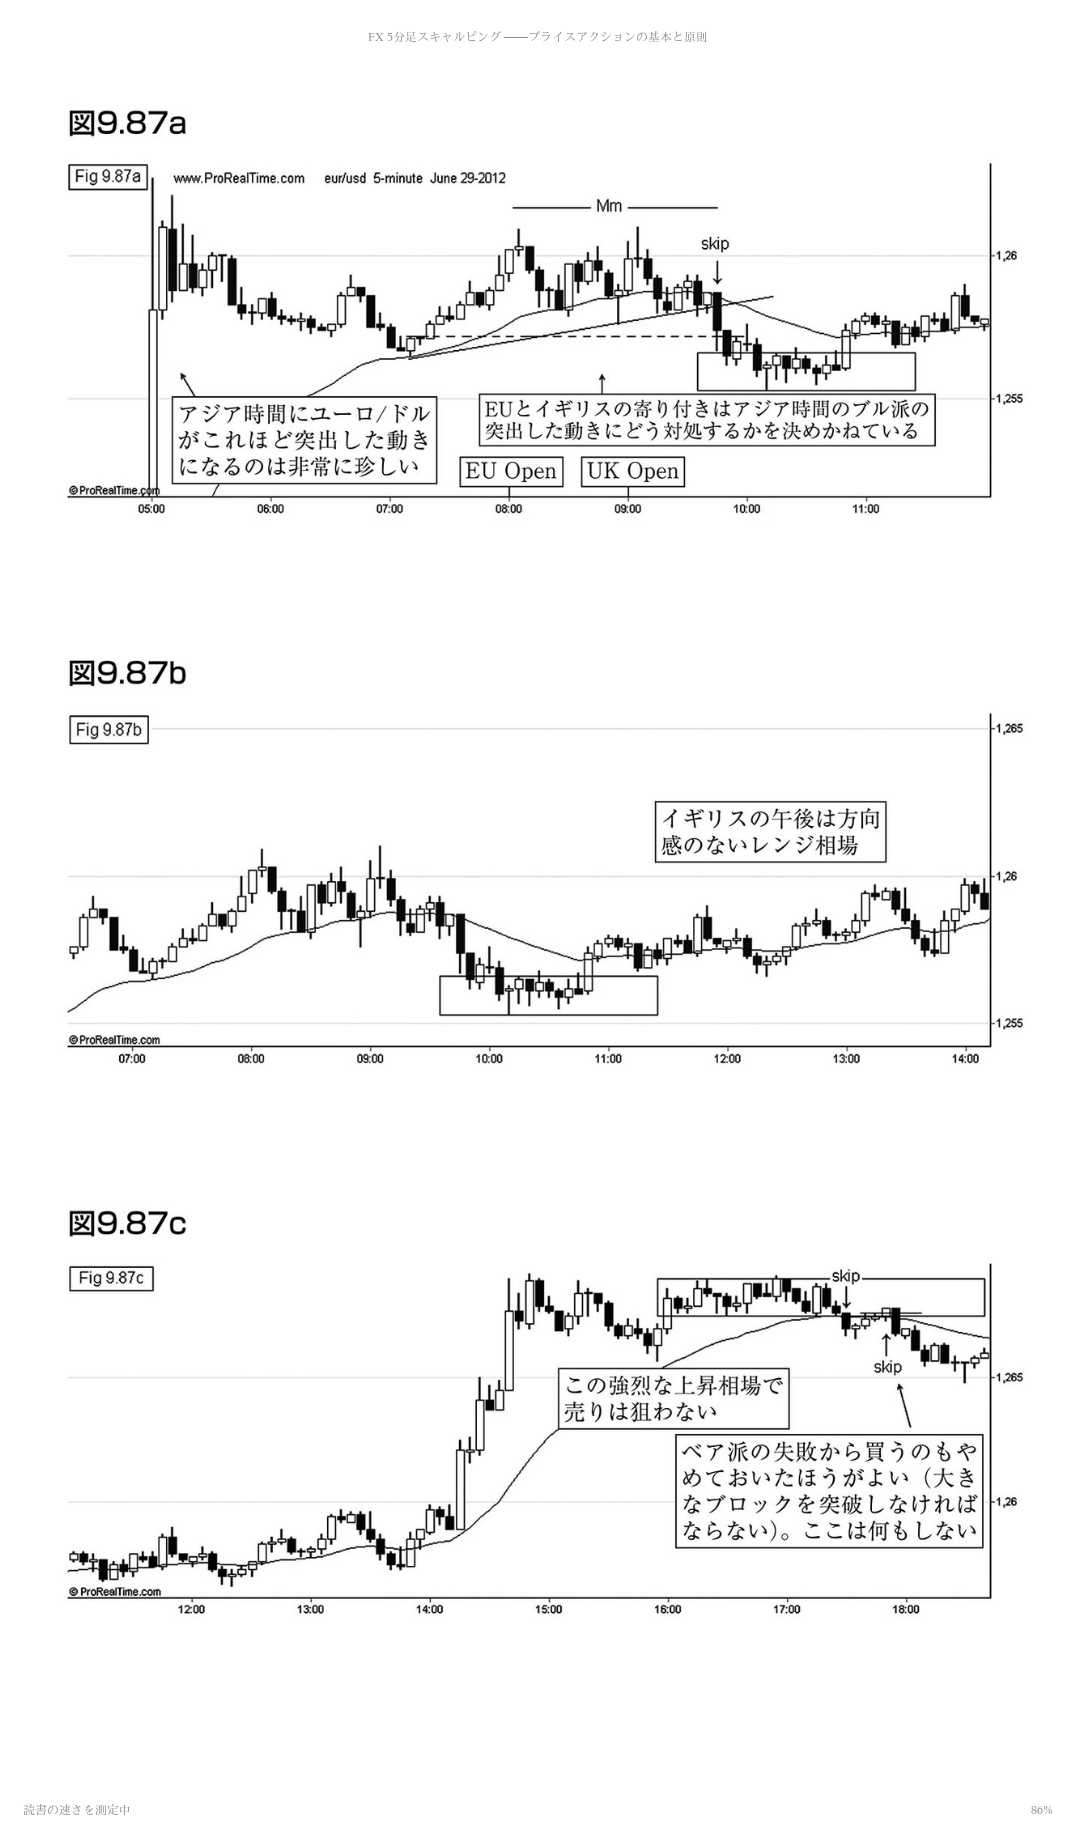 FX 5分足スキャルピング ――プライスアクションの基本と原則
図9.87a
Fig 9.87a
www.ProRealTime.com eur/usd 5-minute June 29-2012
Mm
skip
1,26
1,255
アジア時間にユーロ/ドル
がこれほど突出した動き
になるのは非常に珍しい
EUとイギリスの寄り付きはアジア時間のブル派の
突出した動きにどう対処するかを決めかねている
EU Open
UK Open
©ProRealTime.com
05:00 06:00 07:00 08:00 09:00 10:00 11:00
図9.87b
Fig 9.87b
1,265
イギリスの午後は方向
感のないレンジ相場
1,26
1,255
© ProRealTime.com
07:00 08:00 09:00 10:00 11:00 12:00 13:00 14:00
図9.87c
Fig 9.87c
skip
skip
1,265
この強烈な上昇相場で
売りは狙わない
ベア派の失敗から買うのもや
めておいたほうがよい（大き
なブロックを突破しなければ
ならない）。ここは何もしない
1,26
© ProRealTime.com
12:00 13:00 14:00 15:00 16:00 17:00 18:00
読書の速さを測定中
86%